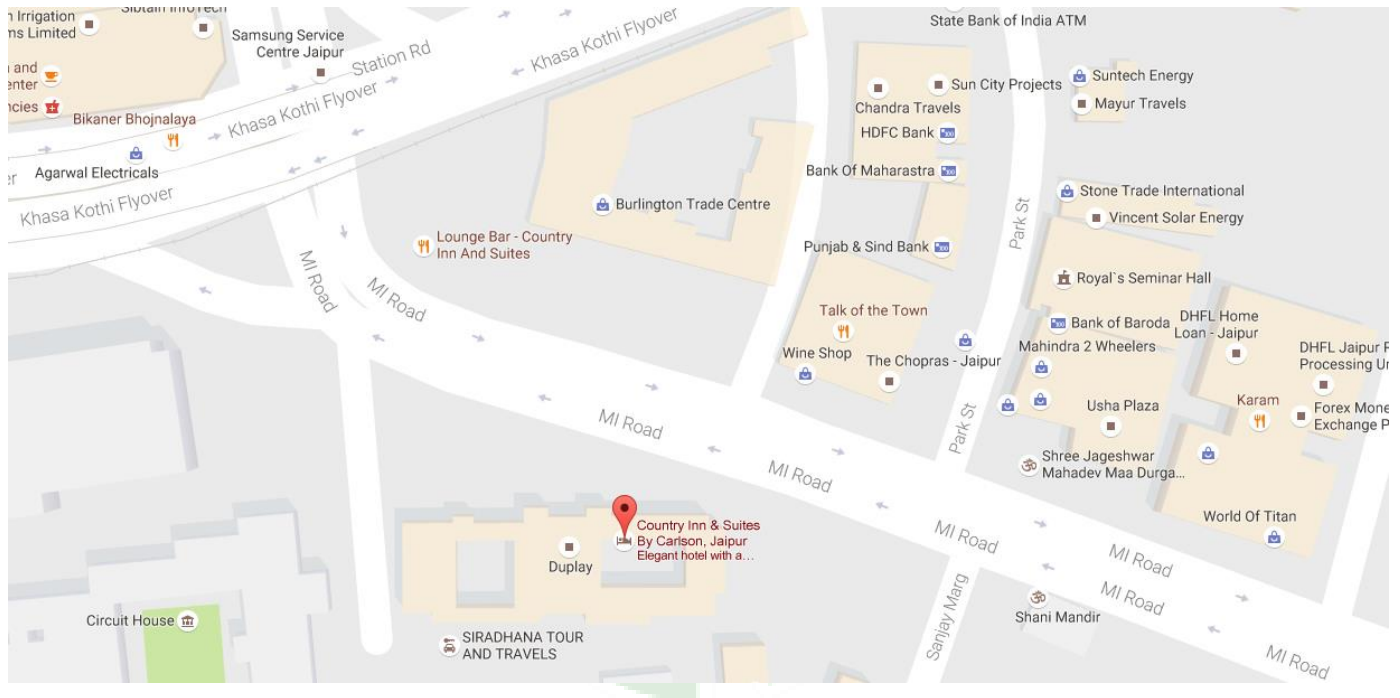 Sibtain InfoTech
n Irrigation
ms Limited
Samsung Service
Centre Jaipur
Station Rd
Khasa Kothi Flyover
State Bank of India ATM
n and
enter
ncies
Khasa Kothi Flyover
Bikaner Bhojnalaya
Agarwal Electricals
er
Khasa Kothi Flyover
Chandra Travels
Sun City Projects
Suntech Energy
Mayur Travels
HDFC Bank
Bank Of Maharastra
Burlington Trade Centre
Stone Trade International
Vincent Solar Energy
Park St
Lounge Bar - Country
Inn And Suites
Punjab & Sind Bank
MI Road
MI Road
Royal`s Seminar Hall
Talk of the Town
Bank of Baroda
DHFL Home
Loan - Jaipur
Mahindra 2 Wheelers
Wine Shop
The Chopras - Jaipur
DHFL Jaipur F
Processing Un
Usha Plaza
Karam
Forex Mone
Exchange P
MI Road
Park St
Shree Jageshwar
Mahadev Maa Durga...
MI Road
World Of Titan
Country Inn & Suites
By Carlson, Jaipur
Elegant hotel with a...
Duplay
MI Road
MI Road
MI Road
Circuit House
SIRADHANA TOUR
AND TRAVELS
Sanjay Marg
Shani Mandir
MI Road